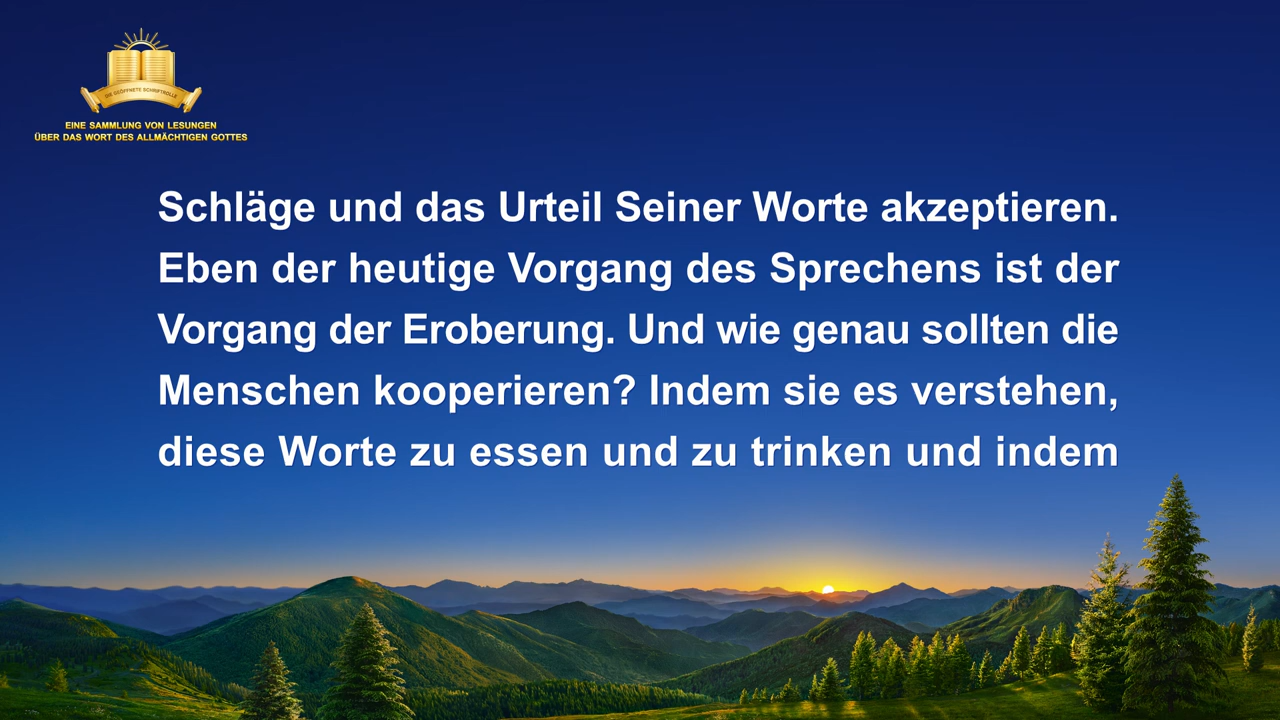 DIE GEÖFFNETE SCHRIFTROLLE
EINE SAMMLUNG VON LESUNGEN
ÜBER DAS WORT DES ALLMÄCHTIGEN GOTTES
Schläge und das Urteil Seiner Worte akzeptieren.
Eben der heutige Vorgang des Sprechens ist der
Vorgang der Eroberung. Und wie genau sollten die
Menschen kooperieren? Indem sie es verstehen,
diese Worte zu essen und zu trinken und indem